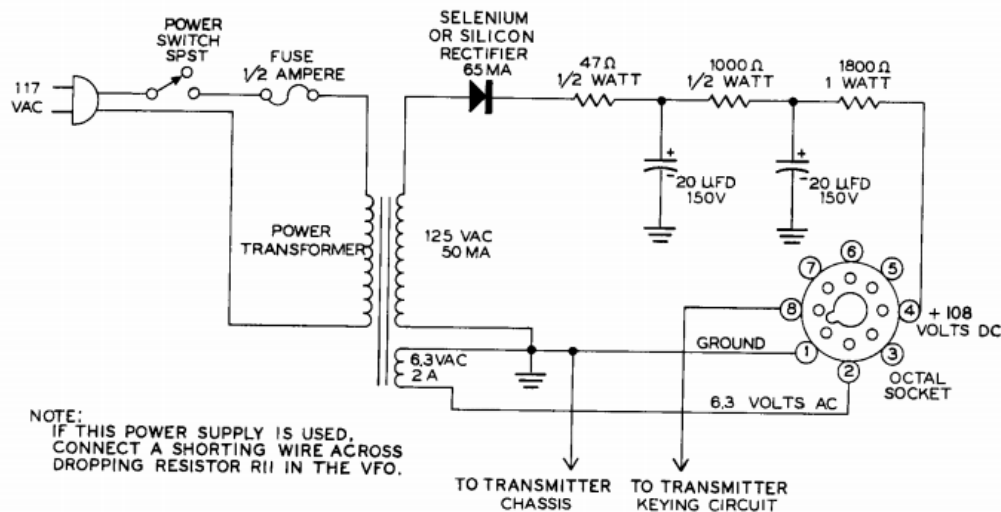 POWER
SWITCH
SPST
FUSE
1/2 AMPERE
SELENIUM
OR SILICON
RECTIFIER
65 MA
47Ω
1/2 WATT
1000Ω
1/2 WATT
1800Ω
1 WATT
117
VAC
+
-
20 UFD
150V
+
-
20 UFD
150V
POWER
TRANSFORMER
125 VAC
50 MA
6
7
5
8
4
1
3
2
+ 108
VOLTS DC
GROUND
OCTAL
SOCKET
6.3 VAC
2 A
6.3 VOLTS AC
NOTE:
IF THIS POWER SUPPLY IS USED,
CONNECT A SHORTING WIRE ACROSS
DROPPING RESISTOR R11 IN THE VFO.
TO TRANSMITTER
CHASSIS
TO TRANSMITTER
KEYING CIRCUIT